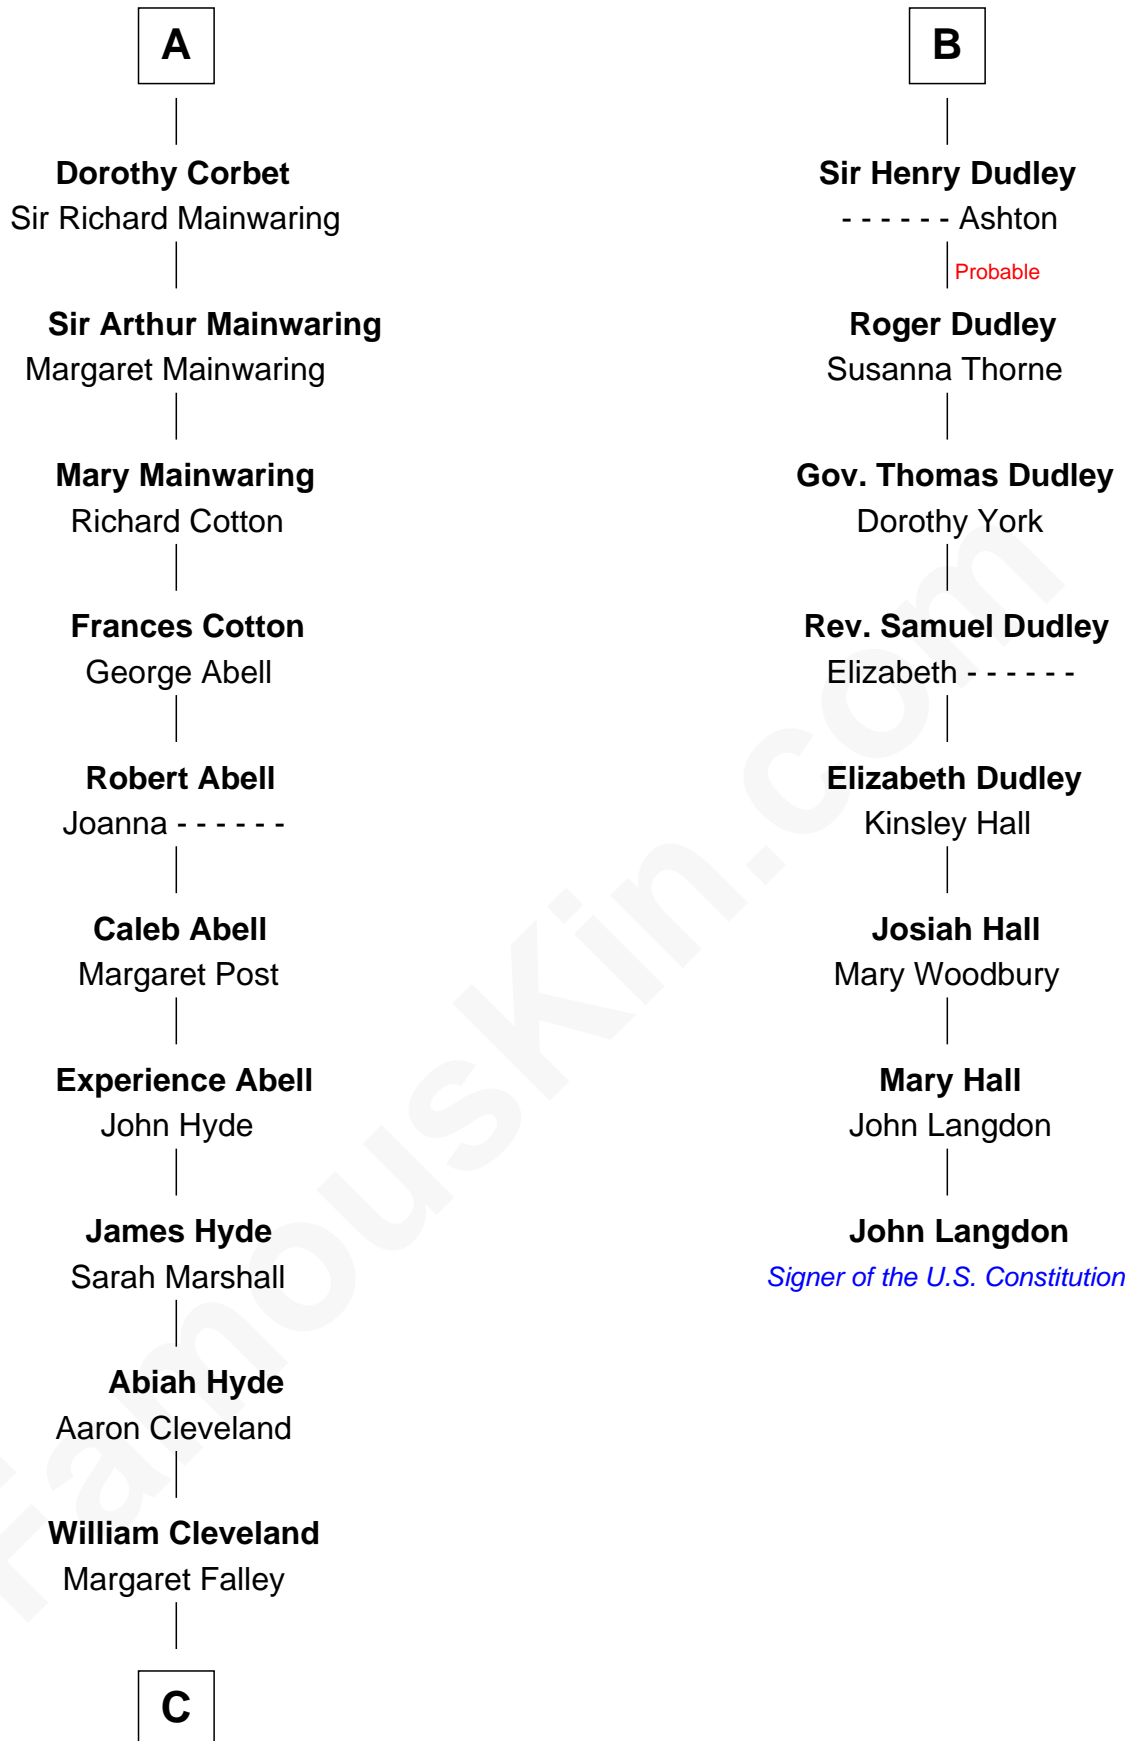 A
Dorothy Corbet
Sir Richard Mainwaring
Sir Arthur Mainwaring
Margaret Mainwaring
Mary Mainwaring
Richard Cotton
Frances Cotton
George Abell
Robert Abell
Joanna - - - - - -
Caleb Abell
Margaret Post
Experience Abell
John Hyde
James Hyde
Sarah Marshall
Abiah Hyde
Aaron Cleveland
William Cleveland
Margaret Falley
C
B
Sir Henry Dudley
- - - - - - Ashton
Probable
Roger Dudley
Susanna Thorne
Gov. Thomas Dudley
Dorothy York
Rev. Samuel Dudley
Elizabeth - - - - - -
Elizabeth Dudley
Kinsley Hall
Josiah Hall
Mary Woodbury
Mary Hall
John Langdon
John Langdon
Signer of the U.S. Constitution
FamousKin.com